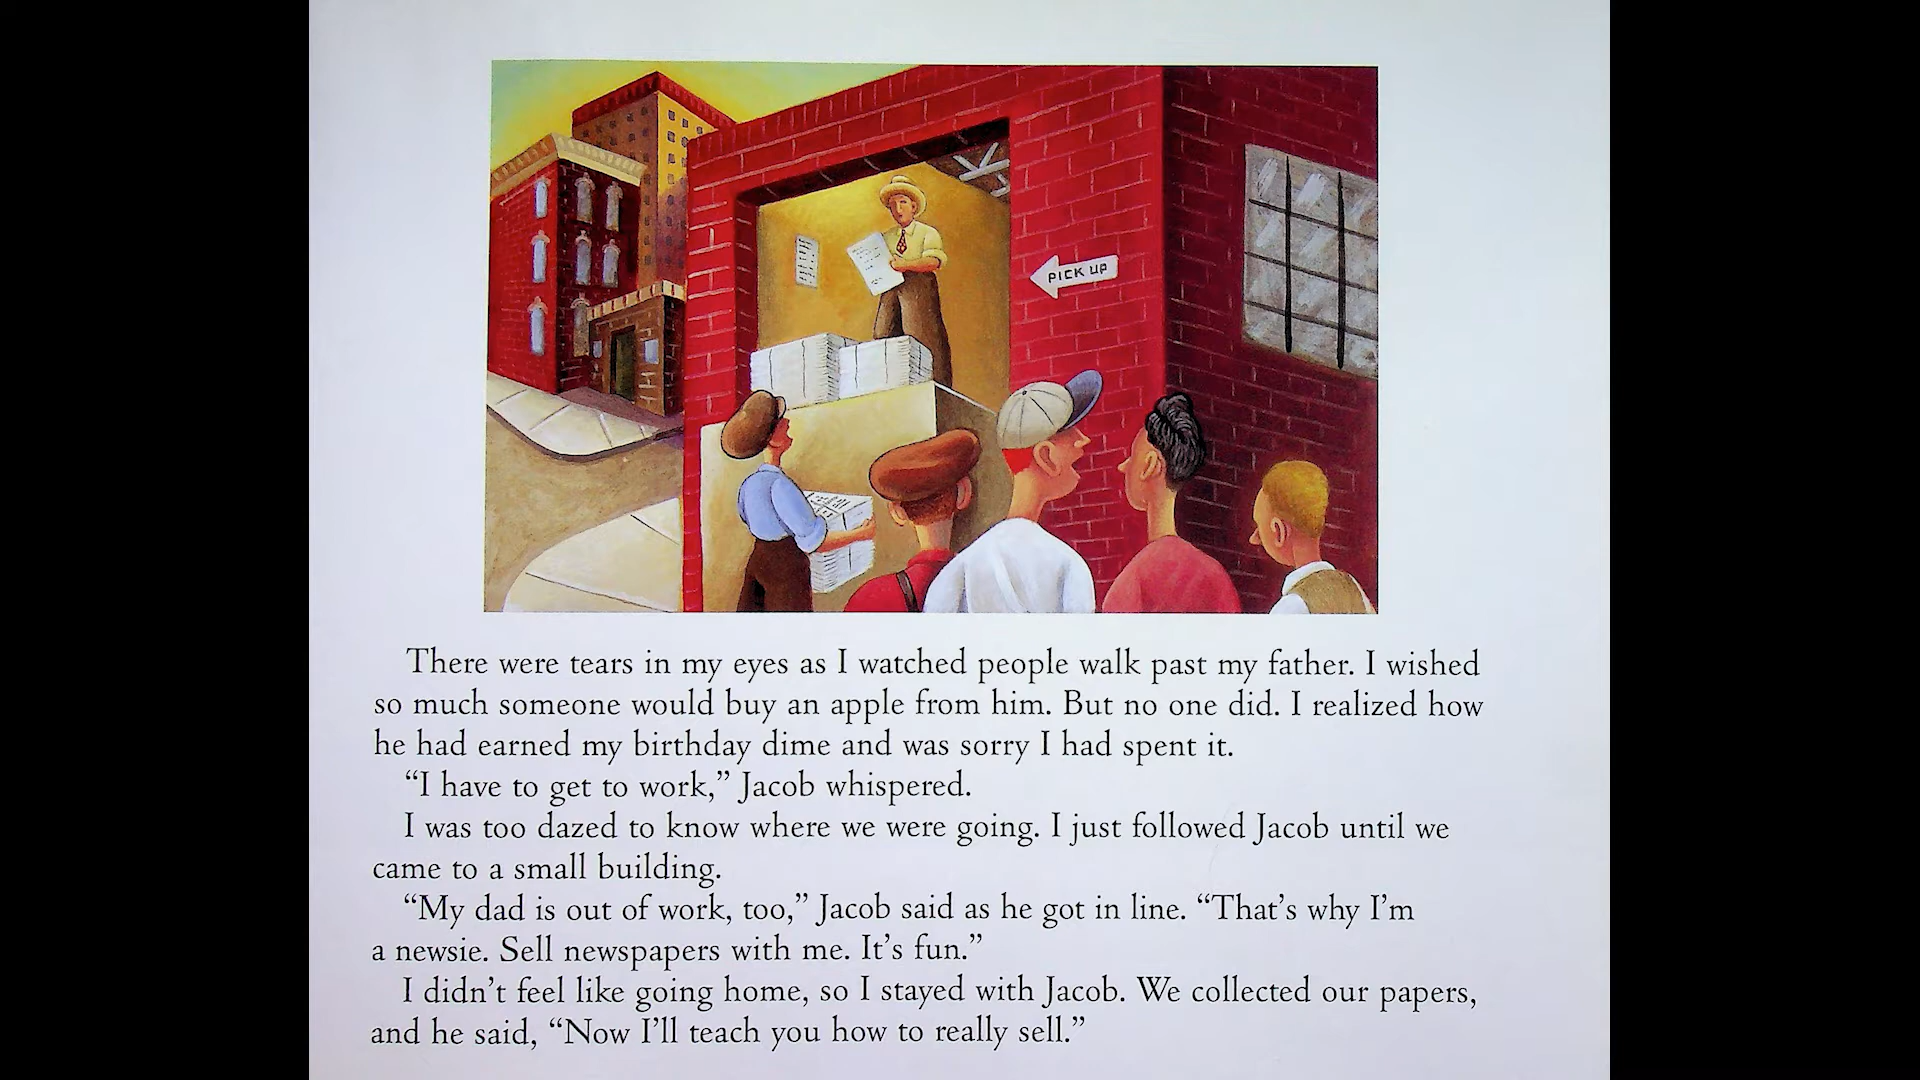 PICK UP
There were tears in my eyes as I watched people walk past my father. I wished
so much someone would buy an apple from him. But no one did. I realized how
he had earned my birthday dime and was sorry I had spent it.
“I have to get to work,” Jacob whispered.
I was too dazed to know where we were going. I just followed Jacob until we
came to a small building.
“My dad is out of work, too,” Jacob said as he got in line. “That’s why I’m
a newsie. Sell newspapers with me. It’s fun.”
I didn’t feel like going home, so I stayed with Jacob. We collected our papers,
and he said, “Now I’ll teach you how to really sell.”